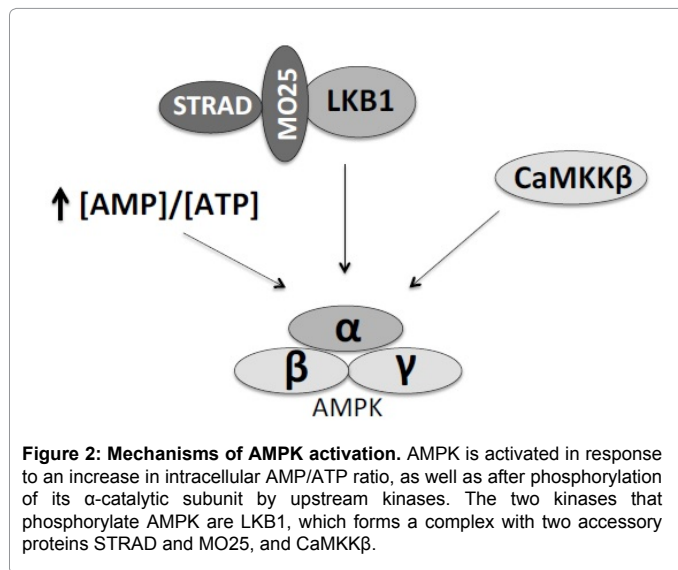 STRAD
MO25
LKB1
CaMKKβ
↑ [AMP]/[ATP]
α
β
γ
AMPK
Figure 2: Mechanisms of AMPK activation. AMPK is activated in response
to an increase in intracellular AMP/ATP ratio, as well as after phosphorylation
of its α-catalytic subunit by upstream kinases. The two kinases that
phosphorylate AMPK are LKB1, which forms a complex with two accessory
proteins STRAD and MO25, and CaMKKβ.